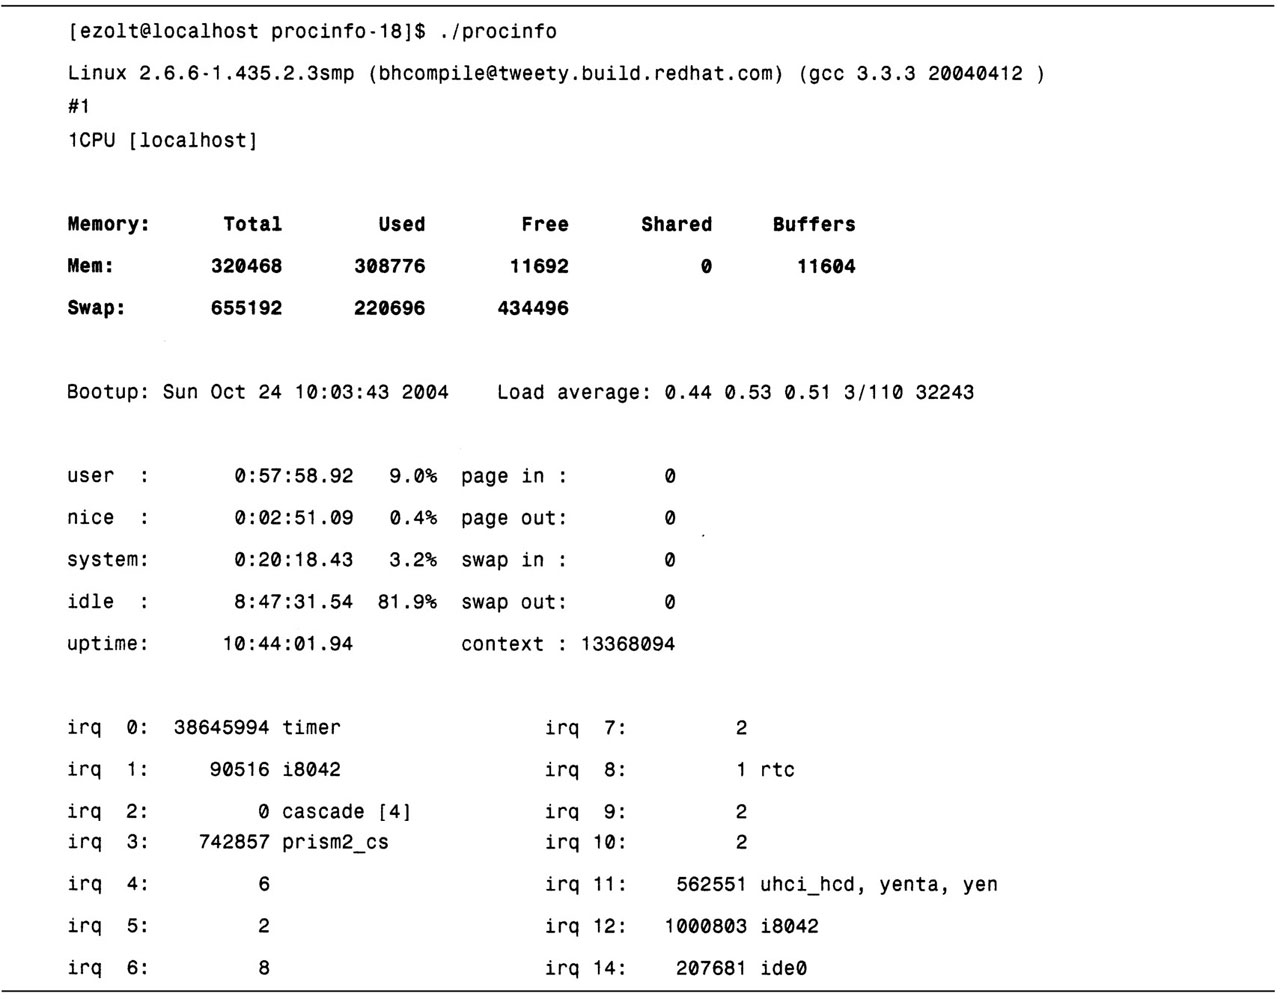 [ezolt@localhost procinfo-18]$ ./procinfo
Linux 2.6.6-1.435.2.3smp (bhcompile@tweety.build.redhat.com) (gcc 3.3.3 20040412 )
#1
1CPU [localhost]
Memory: Total Used Free Shared Buffers
Mem: 320468 308776 11692 0 11604
Swap: 655192 220696 434496
Bootup: Sun Oct 24 10:03:43 2004 Load average: 0.44 0.53 0.51 3/110 32243
user : 0:57:58.92 9.0% page in : 0
nice : 0:02:51.09 0.4% page out: 0
system: 0:20:18.43 3.2% swap in : 0
idle : 8:47:31.54 81.9% swap out: 0
uptime: 10:44:01.94 context : 13368094
irq 0: 38645994 timer irq 7: 2
irq 1: 90516 i8042 irq 8: 1 rtc
irq 2: 0 cascade [4] irq 9: 2
irq 3: 742857 prism2_cs irq 10: 2
irq 4: 6 irq 11: 562551 uhci_hcd, yenta, yen
irq 5: 2 irq 12: 1000803 i8042
irq 6: 8 irq 14: 207681 ide0